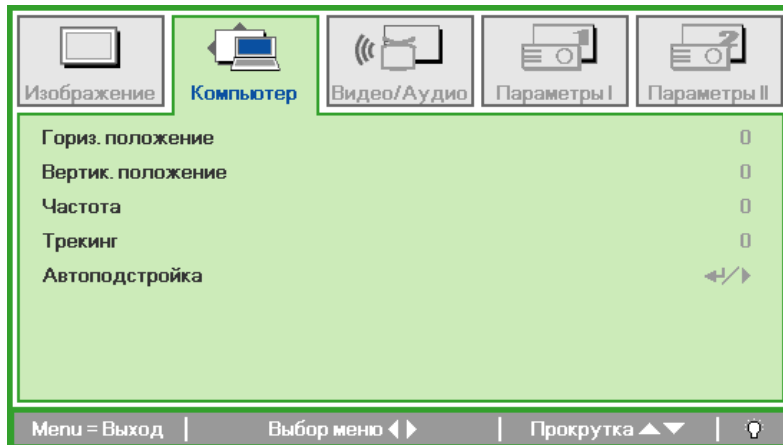 Изображение Компьютер Видео/Аудио Параметры I Параметры II
Гориз. положение 0
Вертик. положение 0
Частота 0
Трекинг 0
Автоподстройка ↵/▶
Menu = Выход | Выбор меню ◀▶ | Прокрутка ▲▼ |